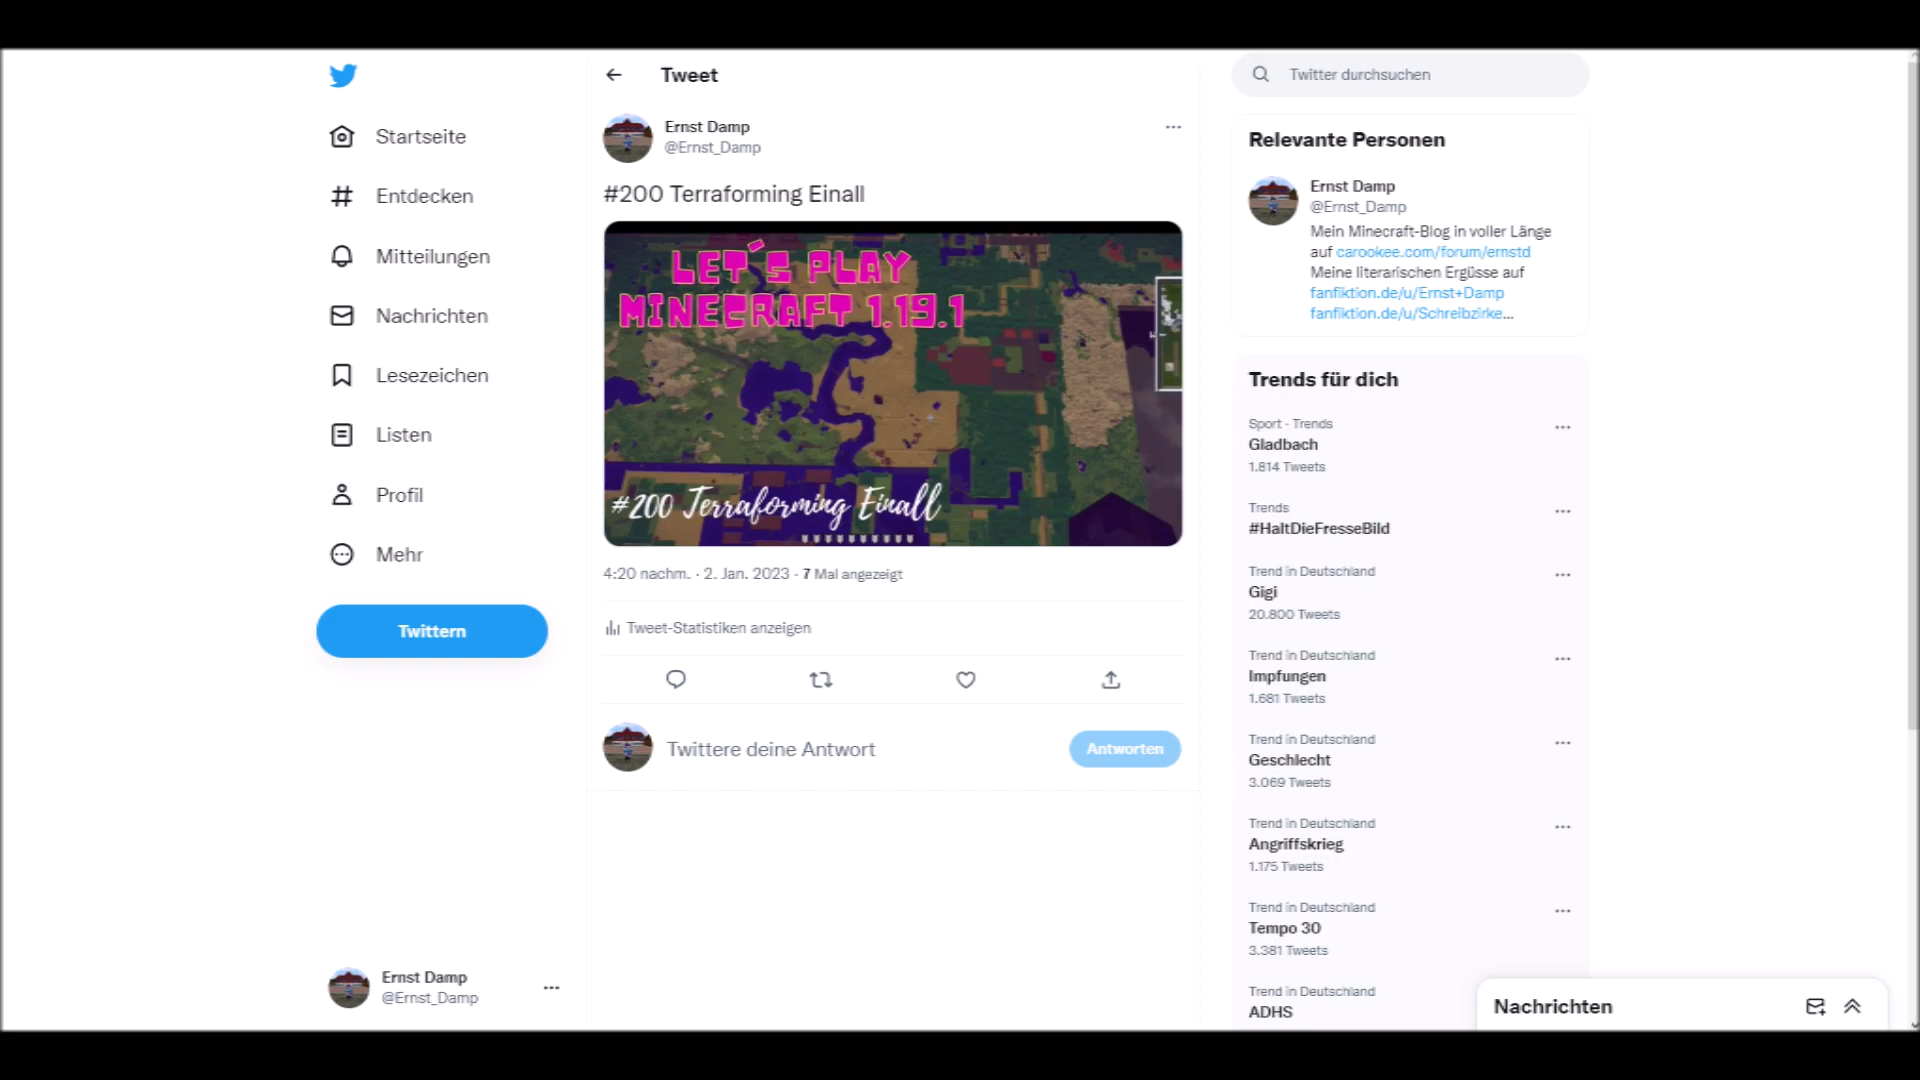 Startseite
Entdecken
Mitteilungen
Nachrichten
Lesezeichen
Listen
Profil
Mehr
Twittern
Ernst Damp
@Ernst_Damp
Tweet
Ernst Damp
@Ernst_Damp
#200 Terraforming Einall
LET´S PLAY
MINECRAFT 1.19.1
#200 Terraforming Einall
4:20 nachm. · 2. Jan. 2023 · 7 Mal angezeigt
Tweet-Statistiken anzeigen
Twittere deine Antwort
Antworten
Twitter durchsuchen
Relevante Personen
Ernst Damp
@Ernst_Damp
Mein Minecraft-Blog in voller Länge
auf carookee.com/forum/ernstd
Meine literarischen Ergüsse auf
fanfiktion.de/u/Ernst+Damp
fanfiktion.de/u/Schreibzirke...
Trends für dich
Sport · Trends
Gladbach
1.814 Tweets
Trends
#HaltDieFresseBild
Trend in Deutschland
Gigi
20.800 Tweets
Trend in Deutschland
Impfungen
1.681 Tweets
Trend in Deutschland
Geschlecht
3.069 Tweets
Trend in Deutschland
Angriffskrieg
1.175 Tweets
Trend in Deutschland
Tempo 30
3.381 Tweets
Trend in Deutschland
ADHS
Nachrichten